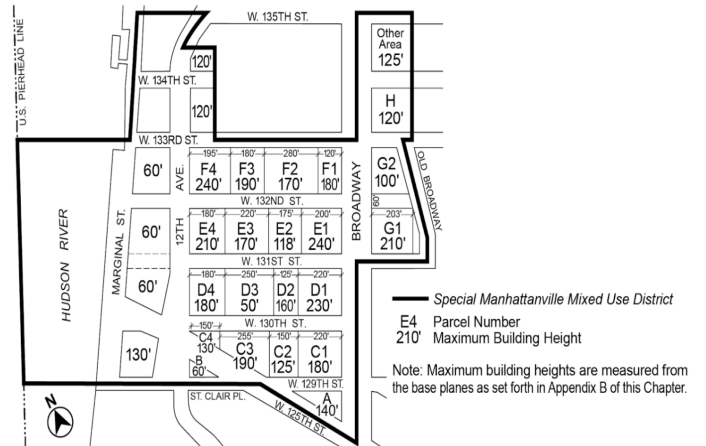 W. 135TH ST.
Other
Area
125'
120'
W. 134TH ST.
120'
H
120'
U.S. PIERHEAD LINE
W. 133RD ST.
60'
12TH AVE.
195' 180' 280' 120'
F4 F3 F2 F1
240' 190' 170' 180'
BROADWAY
G2
100'
OLD BROADWAY
W. 132ND ST.
60'
180' 220' 175' 200'
203'
60'
E4 E3 E2 E1
210' 170' 118' 240'
G1
210'
HUDSON RIVER
MARGINAL ST.
W. 131ST ST.
60'
180' 250' 125' 220'
D4 D3 D2 D1
180' 50' 160' 230'
W. 130TH ST.
130'
150' 255' 150' 220'
C4 C3 C2 C1
130' 190' 125' 180'
B
60'
W. 129TH ST.
ST. CLAIR PL.
W. 125TH ST.
A
140'
N
Special Manhattanville Mixed Use District
E4 Parcel Number
210' Maximum Building Height
Note: Maximum building heights are measured from
the base planes as set forth in Appendix B of this Chapter.